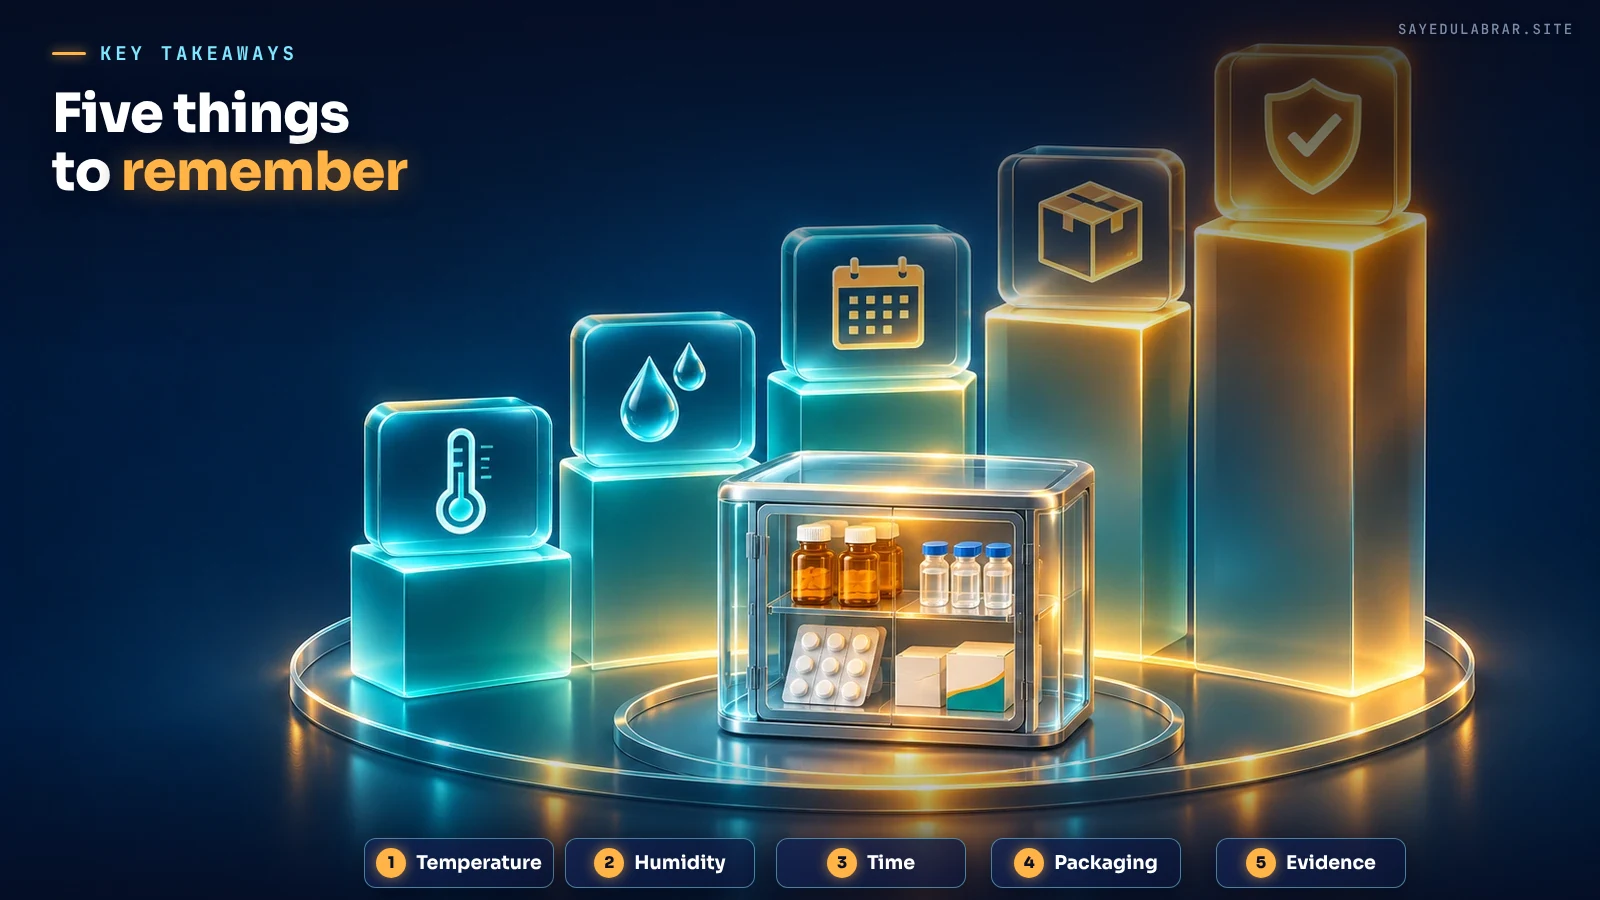 SAYEDULABRAR.SITE
KEY TAKEAWAYS
Five things
to remember
1 Temperature
2 Humidity
3 Time
4 Packaging
5 Evidence